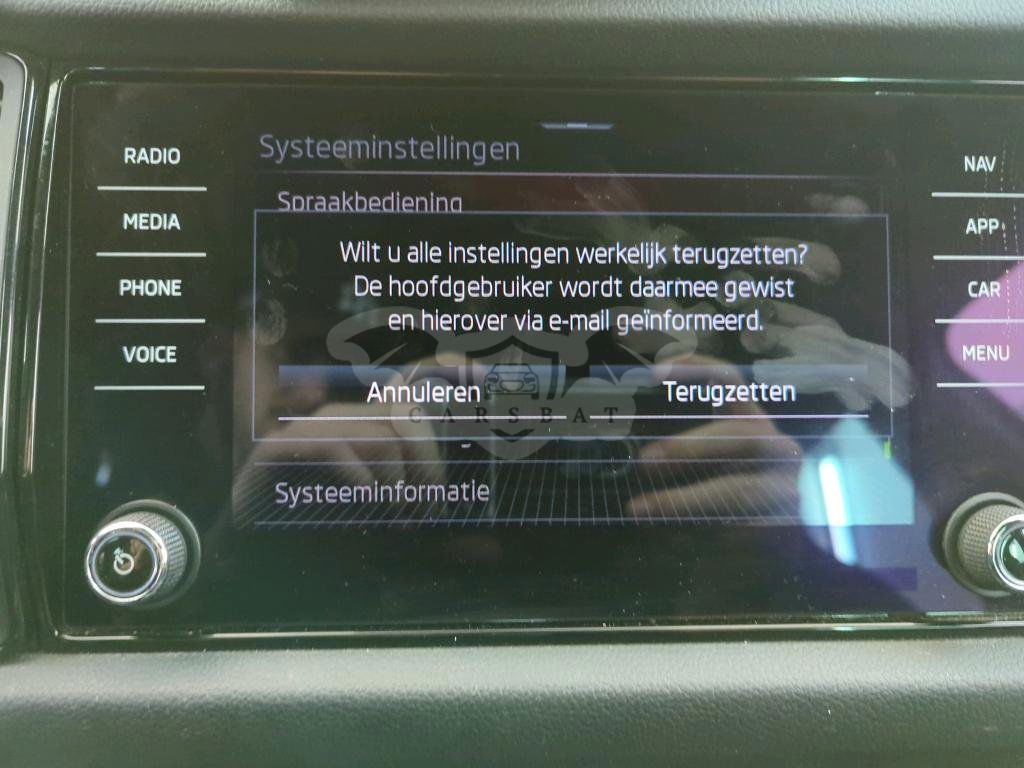 RADIO
MEDIA
PHONE
VOICE
Systeeminstellingen
Spraakbediening
Wilt u alle instellingen werkelijk terugzetten?
De hoofdgebruiker wordt daarmee gewist
en hierover via e-mail geïnformeerd.
Annuleren
Terugzetten
CARSBAT
Systeeminformatie
NAV
APP
CAR
MENU